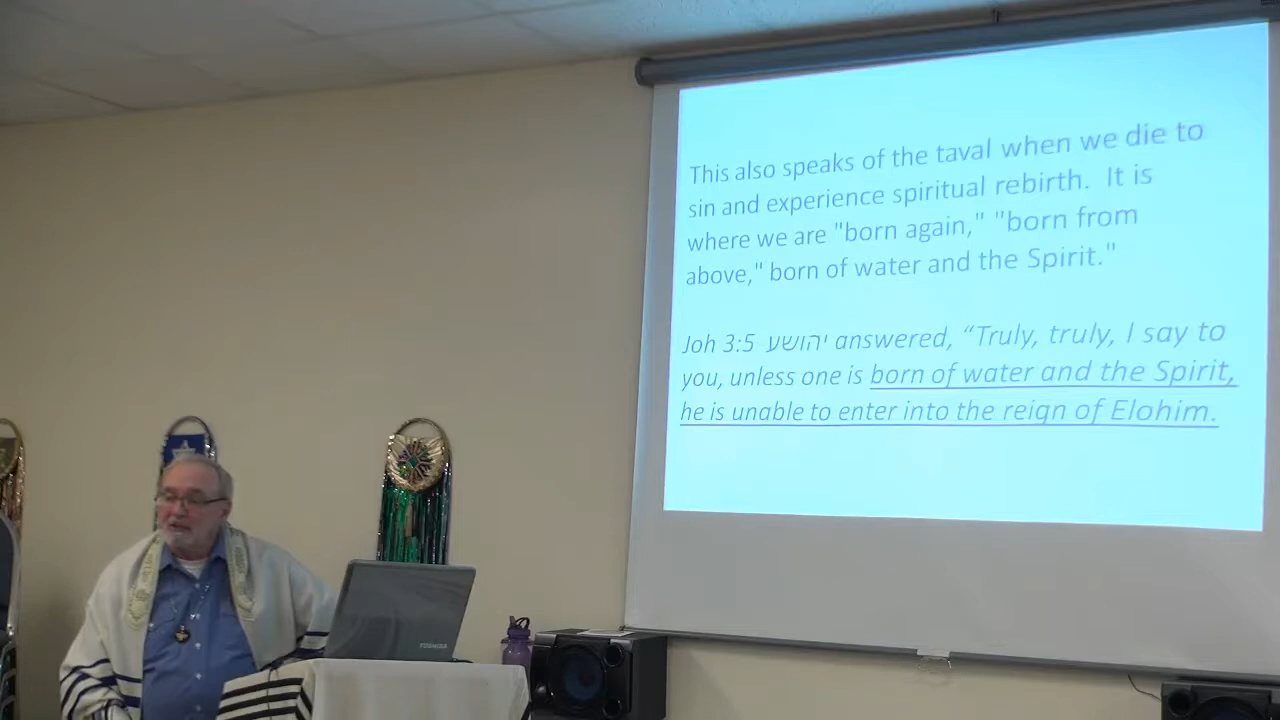 This also speaks of the taval when we die to
sin and experience spiritual rebirth.  It is
where we are "born again," "born from
above," born of water and the Spirit."
Joh 3:5 יהושע answered, “Truly, truly, I say to
you, unless one is born of water and the Spirit,
he is unable to enter into the reign of Elohim.
TOSHIBA